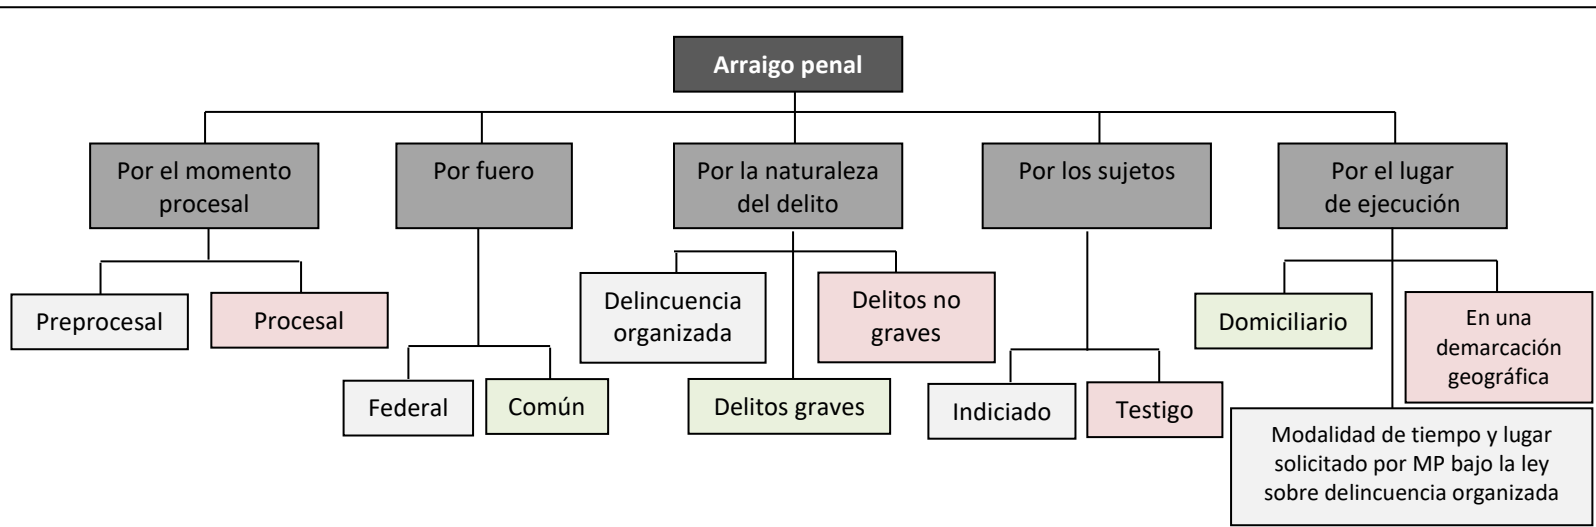 Arraigo penal
Por el momento
procesal
Por fuero
Por la naturaleza
del delito
Por los sujetos
Por el lugar
de ejecución
Preprocesal
Procesal
Federal
Común
Delincuencia
organizada
Delitos graves
Delitos no
graves
Indiciado
Testigo
Domiciliario
En una
demarcación
geográfica
Modalidad de tiempo y lugar
solicitado por MP bajo la ley
sobre delincuencia organizada